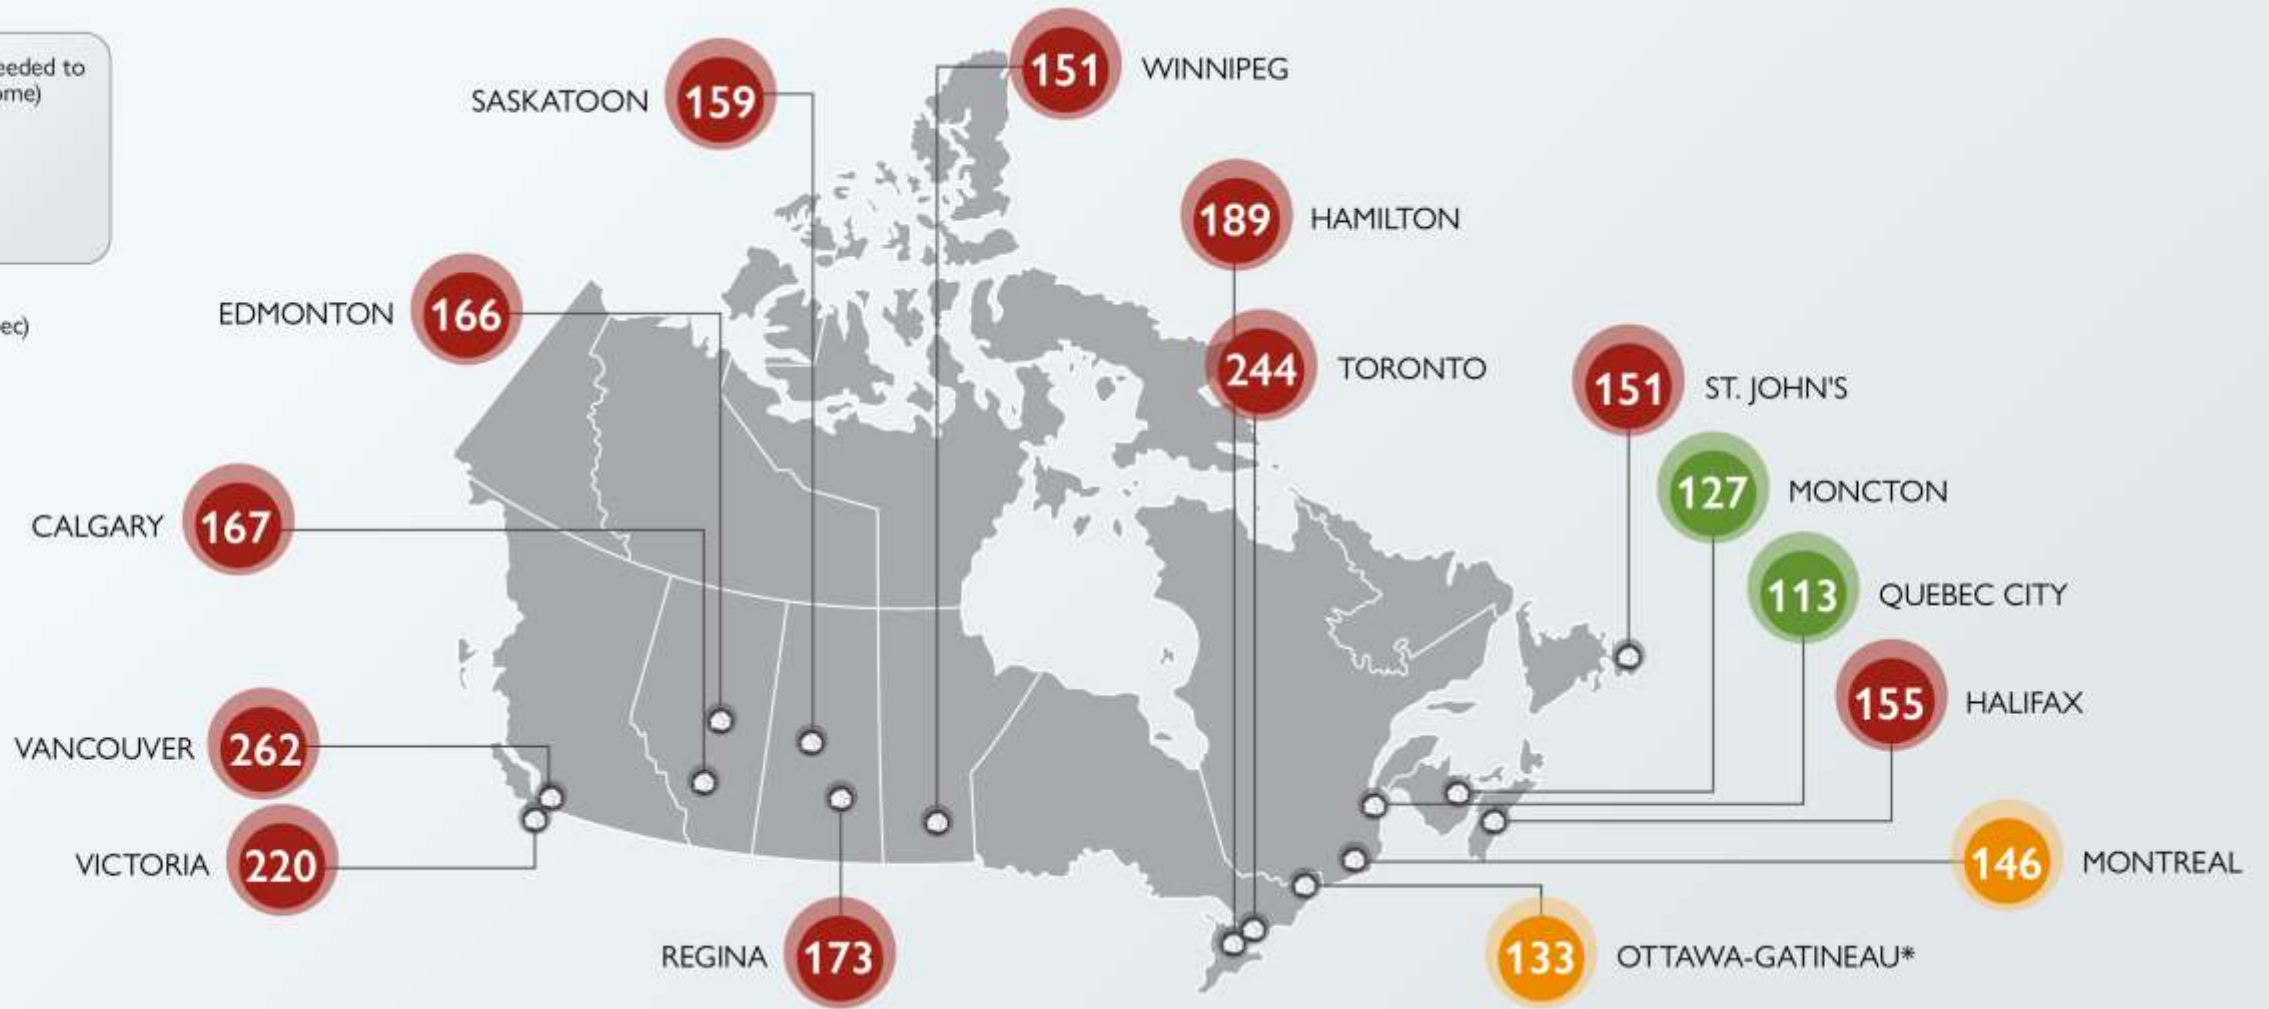 eeded to
ome)
ec)
151 WINNIPEG
SASKATOON 159
189 HAMILTON
EDMONTON 166
244 TORONTO
151 ST. JOHN'S
127 MONCTON
CALGARY 167
113 QUEBEC CITY
155 HALIFAX
VANCOUVER 262
VICTORIA 220
146 MONTREAL
REGINA 173
133 OTTAWA-GATINEAU*